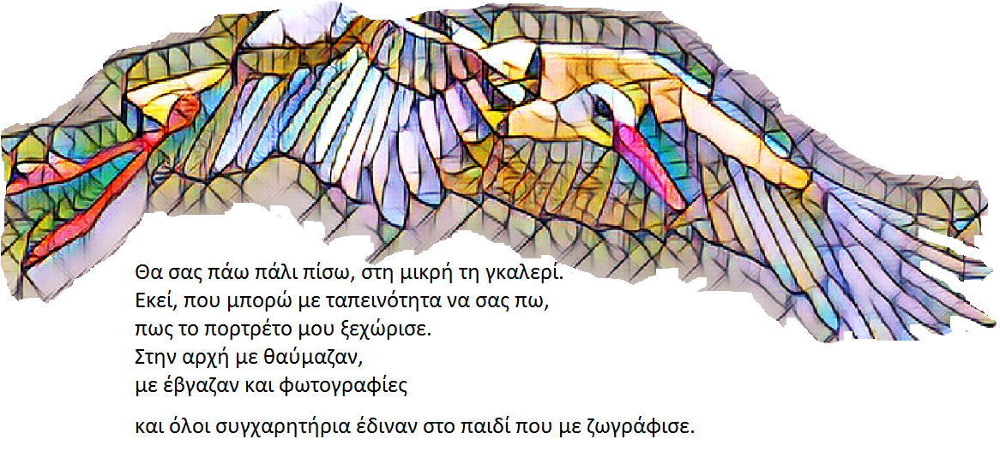 Θα σας πάω πάλι πίσω, στη μικρή τη γκαλερί.
Εκεί, που μπορώ με ταπεινότητα να σας πω,
πως το πορτρέτο μου ξεχώρισε.
Στην αρχή με θαύμαζαν,
με έβγαζαν και φωτογραφίες
και όλοι συγχαρητήρια έδιναν στο παιδί που με ζωγράφισε.